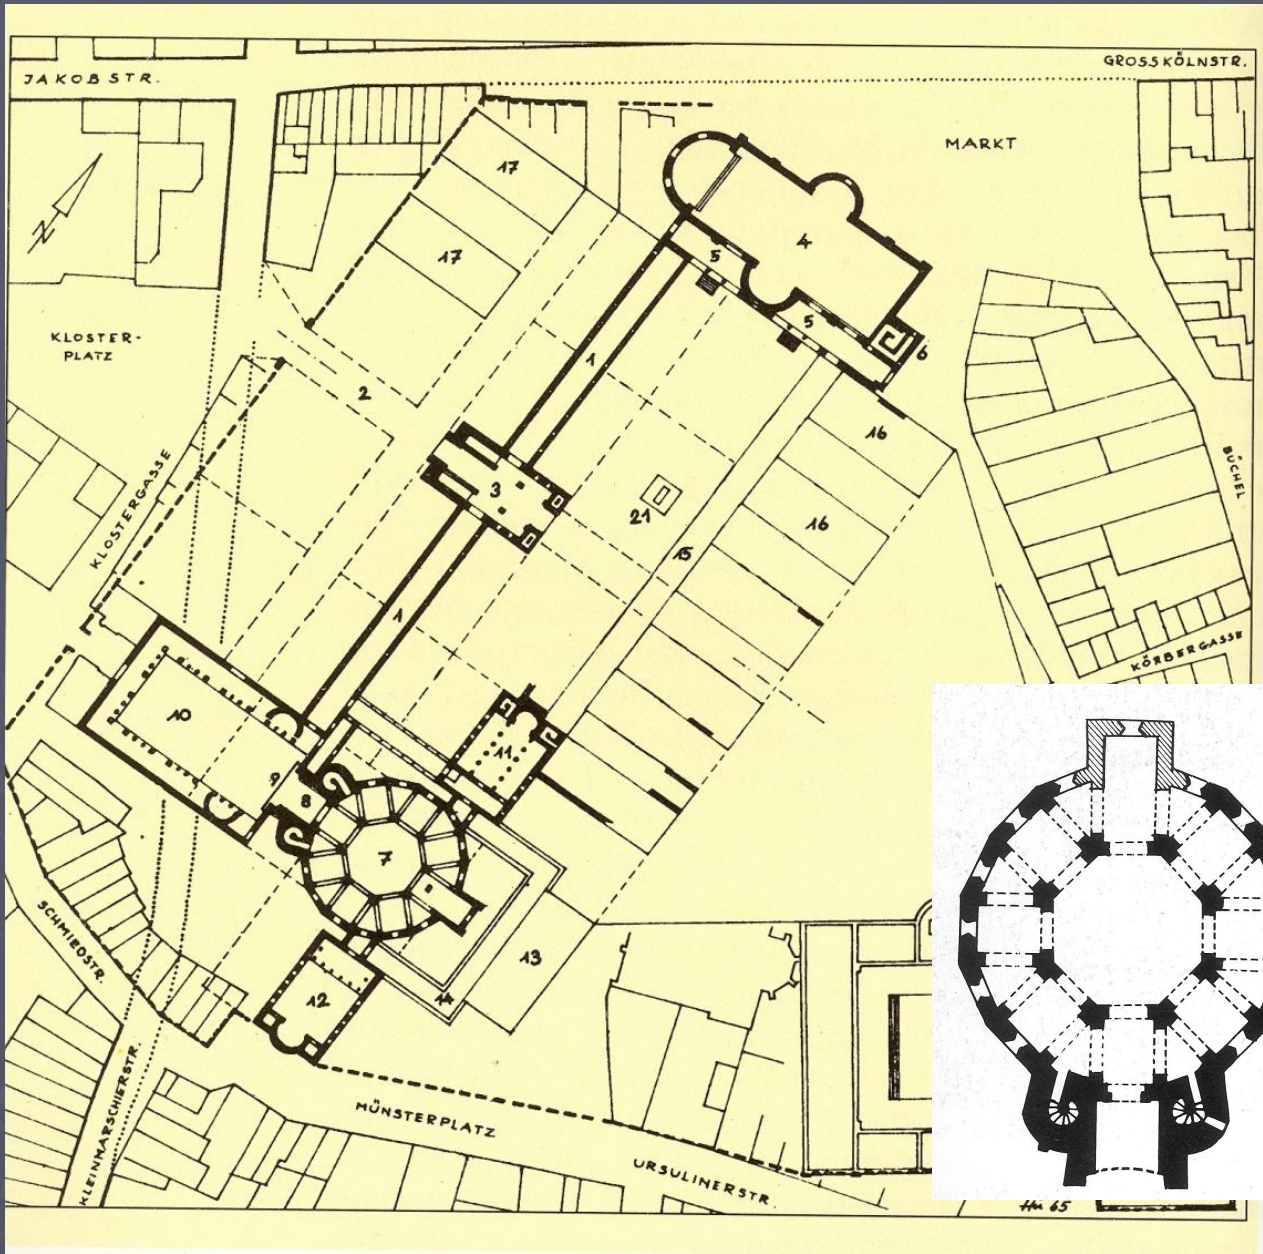 JAKOBSTR.
GROSSKÖLNSTR.
MARKT
17
17
4
5
5
6
N
KLOSTER-
PLATZ
1
2
16
BÜCHEL
KLOSTERGASSE
3
21
16
15
1
KÖRBERGASSE
10
11
9
8
7
8
SCHMIEDSTR.
13
12
14
KLEINMARSCHIERSTR.
MÜNSTERPLATZ
URSULINERSTR.
Hu 65